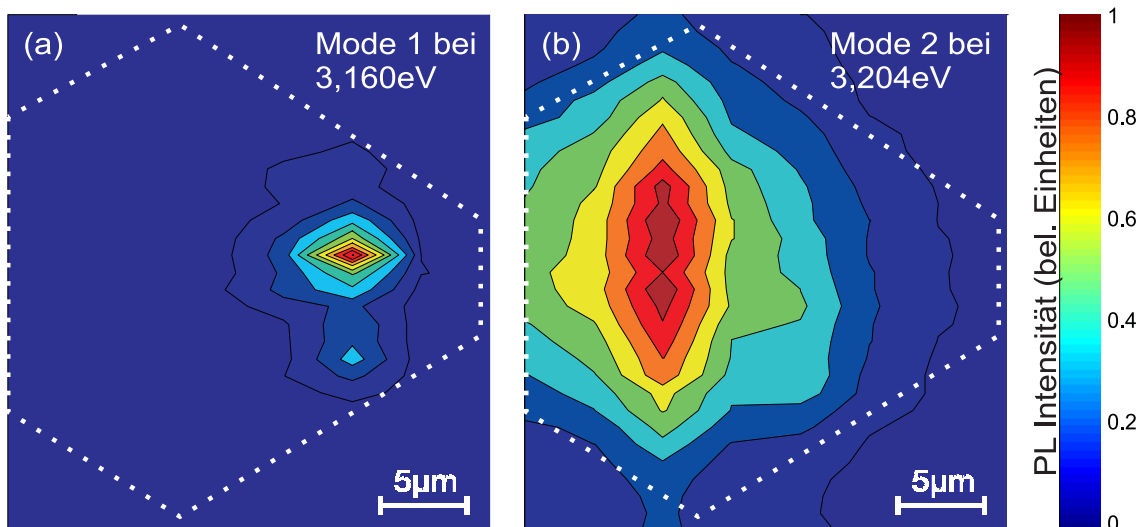 (a)
Mode 1 bei
3,160eV
5µm
(b)
Mode 2 bei
3,204eV
5µm
PL Intensität (bel. Einheiten)
1
0.8
0.6
0.4
0.2
0